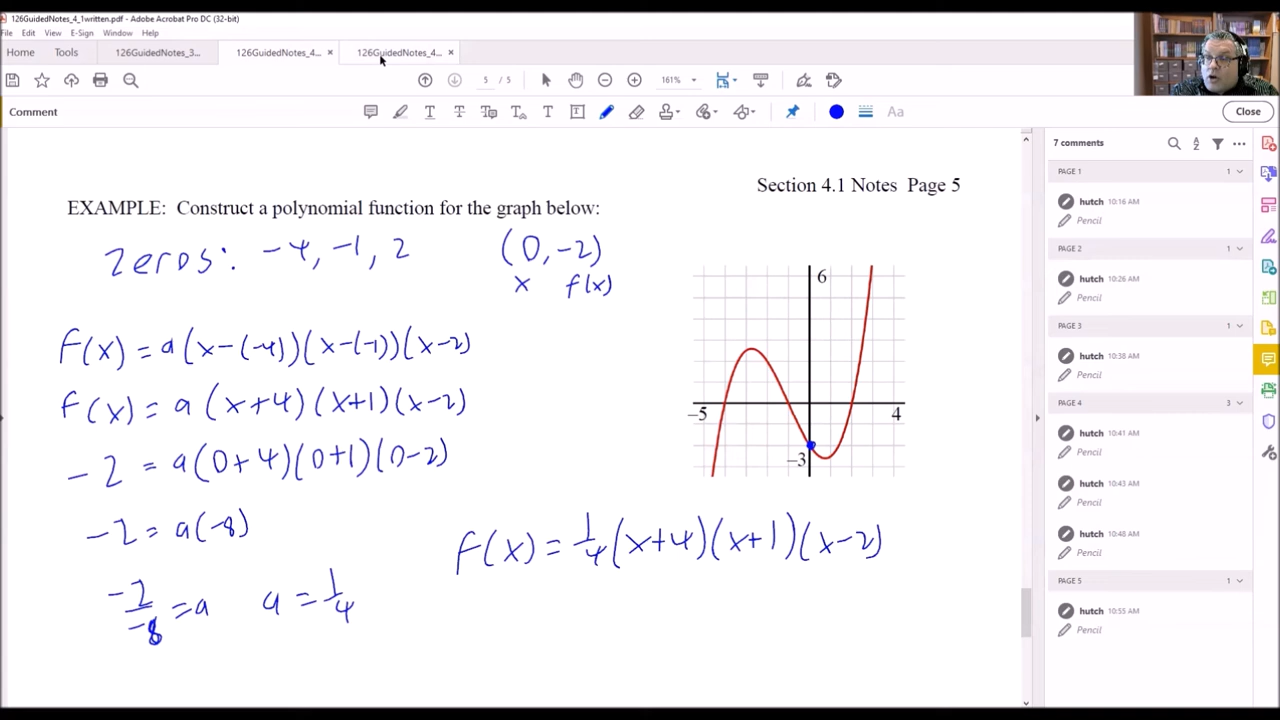 126GuidedNotes_4_1written.pdf - Adobe Acrobat Pro DC (32-bit)
File Edit View E-Sign Window Help
Home Tools 126GuidedNotes_3... 126GuidedNotes_4... × 126GuidedNotes_4... ×
5 / 5 161%
Comment Aa Close
7 comments
PAGE 1 1
hutch 10:16 AM
Pencil
PAGE 2 1
hutch 10:26 AM
Pencil
PAGE 3 1
hutch 10:38 AM
Pencil
PAGE 4 3
hutch 10:41 AM
Pencil
hutch 10:43 AM
Pencil
hutch 10:48 AM
Pencil
PAGE 5 1
hutch 10:55 AM
Pencil
Section 4.1 Notes Page 5
EXAMPLE: Construct a polynomial function for the graph below:
Zeros: -4, -1, 2 (0, -2)
x f(x)
f(x) = a(x-(-4))(x-(-1))(x-2)
f(x) = a(x+4)(x+1)(x-2)
-2 = a(0+4)(0+1)(0-2)
-2 = a(-8)
-2/-8 = a a = 1/4
6
-5 4
-3
f(x) = 1/4(x+4)(x+1)(x-2)